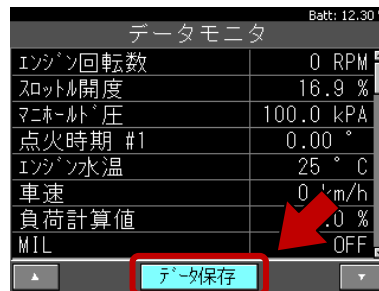 Batt: 12.30
データモニタ
エンジン回転数 0 RPM
スロットル開度 16.9 %
マニホールド圧 100.0 kPA
点火時期 #1 0.00 °
エンジン水温 25 ° C
車速 0 km/h
負荷計算値 .0 %
MIL OFF
▲ データ保存 ▼